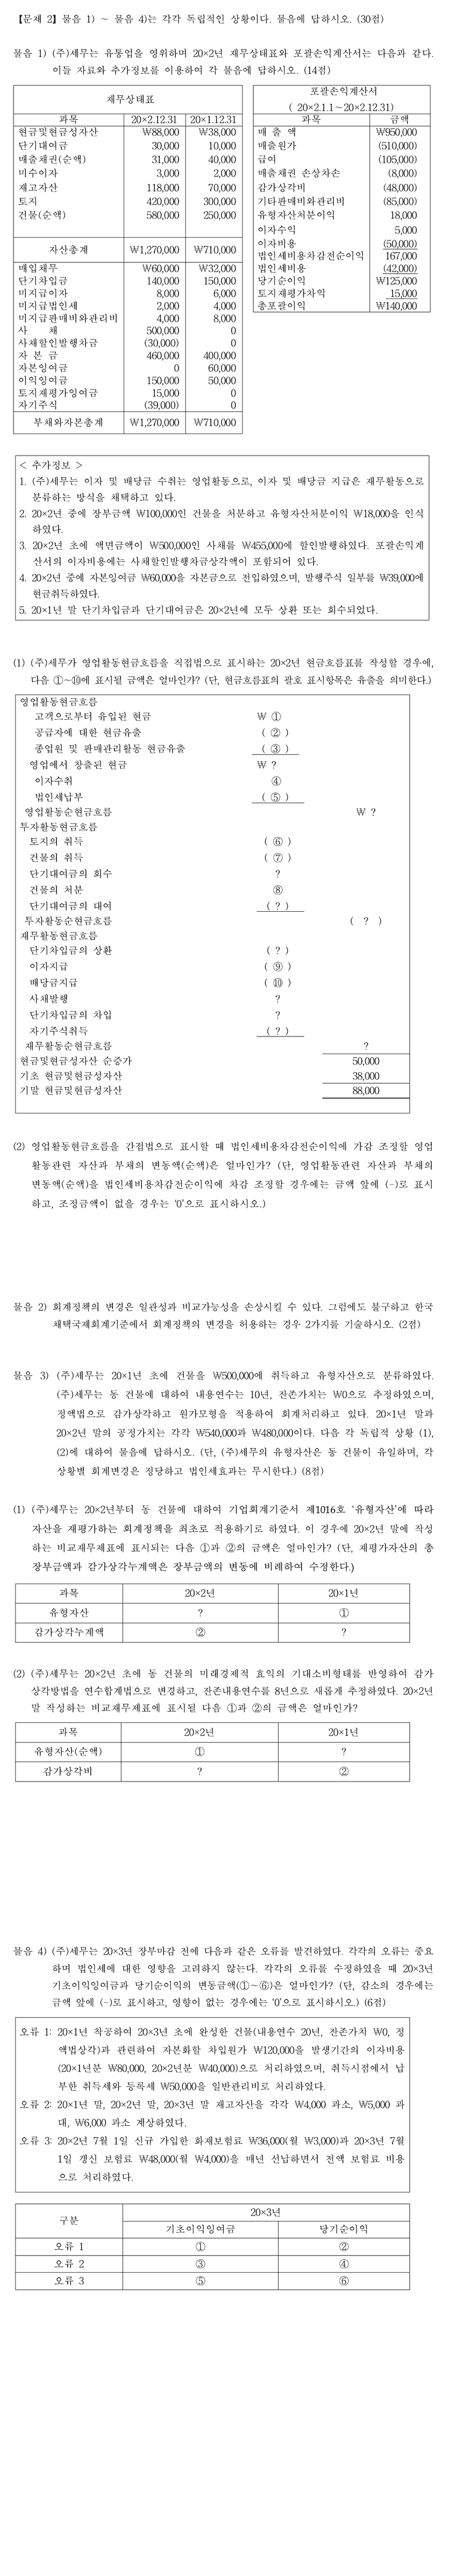 【문제 2】 물음 1) ~ 물음 4)는 각각 독립적인 상황이다. 물음에 답하시오. (30점)
물음 1) (주)세무는 유통업을 영위하며 20×2년 재무상태표와 포괄손익계산서는 다음과 같다.
이들 자료와 추가정보를 이용하여 각 물음에 답하시오. (14점)
재무상태표
과목 20×2.12.31 20×1.12.31
현금및현금성자산 ₩88,000 ₩38,000
단기대여금 30,000 10,000
매출채권(순액) 31,000 40,000
미수이자 3,000 2,000
재고자산 118,000 70,000
토지 420,000 300,000
건물(순액) 580,000 250,000
자산총계 ₩1,270,000 ₩710,000
매입채무 ₩60,000 ₩32,000
단기차입금 140,000 150,000
미지급이자 8,000 6,000
미지급법인세 2,000 4,000
미지급판매비와관리비 4,000 8,000
사 채 500,000 0
사채할인발행차금 (30,000) 0
자 본 금 460,000 400,000
자본잉여금 0 60,000
이익잉여금 150,000 50,000
토지재평가잉여금 15,000 0
자기주식 (39,000) 0
부채와자본총계 ₩1,270,000 ₩710,000
포괄손익계산서
( 20×2.1.1~20×2.12.31)
과목 금액
매 출 액 ₩950,000
매출원가 (510,000)
급여 (105,000)
매출채권 손상차손 (8,000)
감가상각비 (48,000)
기타판매비와관리비 (85,000)
유형자산처분이익 18,000
이자수익 5,000
이자비용 (50,000)
법인세비용차감전순이익 167,000
법인세비용 (42,000)
당기순이익 ₩125,000
토지재평가차익 15,000
총포괄이익 ₩140,000
< 추가정보 >
1. (주)세무는 이자 및 배당금 수취는 영업활동으로, 이자 및 배당금 지급은 재무활동으로
분류하는 방식을 채택하고 있다.
2. 20×2년 중에 장부금액 ₩100,000인 건물을 처분하고 유형자산처분이익 ₩18,000을 인식
하였다.
3. 20×2년 초에 액면금액이 ₩500,000인 사채를 ₩455,000에 할인발행하였다. 포괄손익계
산서의 이자비용에는 사채할인발행차금상각액이 포함되어 있다.
4. 20×2년 중에 자본잉여금 ₩60,000을 자본금으로 전입하였으며, 발행주식 일부를 ₩39,000에
현금취득하였다.
5. 20×1년 말 단기차입금과 단기대여금은 20×2년에 모두 상환 또는 회수되었다.
(1) (주)세무가 영업활동현금흐름을 직접법으로 표시하는 20×2년 현금흐름표를 작성할 경우에,
다음 ①~⑩에 표시될 금액은 얼마인가? (단, 현금흐름표의 괄호 표시항목은 유출을 의미한다.)
영업활동현금흐름
고객으로부터 유입된 현금 ₩ ①
공급자에 대한 현금유출 ( ② )
종업원 및 판매관리활동 현금유출 ( ③ )
영업에서 창출된 현금 ₩ ?
이자수취 ④
법인세납부 ( ⑤ )
영업활동순현금흐름 ₩ ?
투자활동현금흐름
토지의 취득 ( ⑥ )
건물의 취득 ( ⑦ )
단기대여금의 회수 ?
건물의 처분 ⑧
단기대여금의 대여 ( ? )
투자활동순현금흐름 ( ? )
재무활동현금흐름
단기차입금의 상환 ( ? )
이자지급 ( ⑨ )
배당금지급 ( ⑩ )
사채발행 ?
단기차입금의 차입 ?
자기주식취득 ( ? )
재무활동순현금흐름 ?
현금및현금성자산 순증가 50,000
기초 현금및현금성자산 38,000
기말 현금및현금성자산 88,000
(2) 영업활동현금흐름을 간접법으로 표시할 때 법인세비용차감전순이익에 가감 조정할 영업
활동관련 자산과 부채의 변동액(순액)은 얼마인가? (단, 영업활동관련 자산과 부채의
변동액(순액)을 법인세비용차감전순이익에 차감 조정할 경우에는 금액 앞에 (-)로 표시
하고, 조정금액이 없을 경우는 ‘0’으로 표시하시오.)
물음 2) 회계정책의 변경은 일관성과 비교가능성을 손상시킬 수 있다. 그럼에도 불구하고 한국
채택국제회계기준에서 회계정책의 변경을 허용하는 경우 2가지를 기술하시오. (2점)
물음 3) (주)세무는 20×1년 초에 건물을 ₩500,000에 취득하고 유형자산으로 분류하였다.
(주)세무는 동 건물에 대하여 내용연수는 10년, 잔존가치는 ₩0으로 추정하였으며,
정액법으로 감가상각하고 원가모형을 적용하여 회계처리하고 있다. 20×1년 말과
20×2년 말의 공정가치는 각각 ₩540,000과 ₩480,000이다. 다음 각 독립적 상황 (1),
(2)에 대하여 물음에 답하시오. (단, (주)세무의 유형자산은 동 건물이 유일하며, 각
상황별 회계변경은 정당하고 법인세효과는 무시한다.) (8점)
(1) (주)세무는 20×2년부터 동 건물에 대하여 기업회계기준서 제1016호 ‘유형자산’에 따라
자산을 재평가하는 회계정책을 최초로 적용하기로 하였다. 이 경우에 20×2년 말에 작성
하는 비교재무제표에 표시되는 다음 ①과 ②의 금액은 얼마인가? (단, 재평가자산의 총
장부금액과 감가상각누계액은 장부금액의 변동에 비례하여 수정한다.)
과목 20×2년 20×1년
유형자산 ? ①
감가상각누계액 ② ?
(2) (주)세무는 20×2년 초에 동 건물의 미래경제적 효익의 기대소비형태를 반영하여 감가
상각방법을 연수합계법으로 변경하고, 잔존내용연수를 8년으로 새롭게 추정하였다. 20×2년
말 작성하는 비교재무제표에 표시될 다음 ①과 ②의 금액은 얼마인가?
과목 20×2년 20×1년
유형자산(순액) ① ?
감가상각비 ? ②
물음 4) (주)세무는 20×3년 장부마감 전에 다음과 같은 오류를 발견하였다. 각각의 오류는 중요
하며 법인세에 대한 영향을 고려하지 않는다. 각각의 오류를 수정하였을 때 20×3년
기초이익잉여금과 당기순이익의 변동금액(①~⑥)은 얼마인가? (단, 감소의 경우에는
금액 앞에 (-)로 표시하고, 영향이 없는 경우에는 ‘0’으로 표시하시오.) (6점)
오류 1: 20×1년 착공하여 20×3년 초에 완성한 건물(내용연수 20년, 잔존가치 ₩0, 정
액법상각)과 관련하여 자본화할 차입원가 ₩120,000을 발생기간의 이자비용
(20×1년분 ₩80,000, 20×2년분 ₩40,000)으로 처리하였으며, 취득시점에서 납
부한 취득세와 등록세 ₩50,000을 일반관리비로 처리하였다.
오류 2: 20×1년 말, 20×2년 말, 20×3년 말 재고자산을 각각 ₩4,000 과소, ₩5,000 과
대, ₩6,000 과소 계상하였다.
오류 3: 20×2년 7월 1일 신규 가입한 화재보험료 ₩36,000(월 ₩3,000)과 20×3년 7월
1일 갱신 보험료 ₩48,000(월 ₩4,000)을 매년 선납하면서 전액 보험료 비용
으로 처리하였다.
구분 20×3년
기초이익잉여금 당기순이익
오류 1 ① ②
오류 2 ③ ④
오류 3 ⑤ ⑥